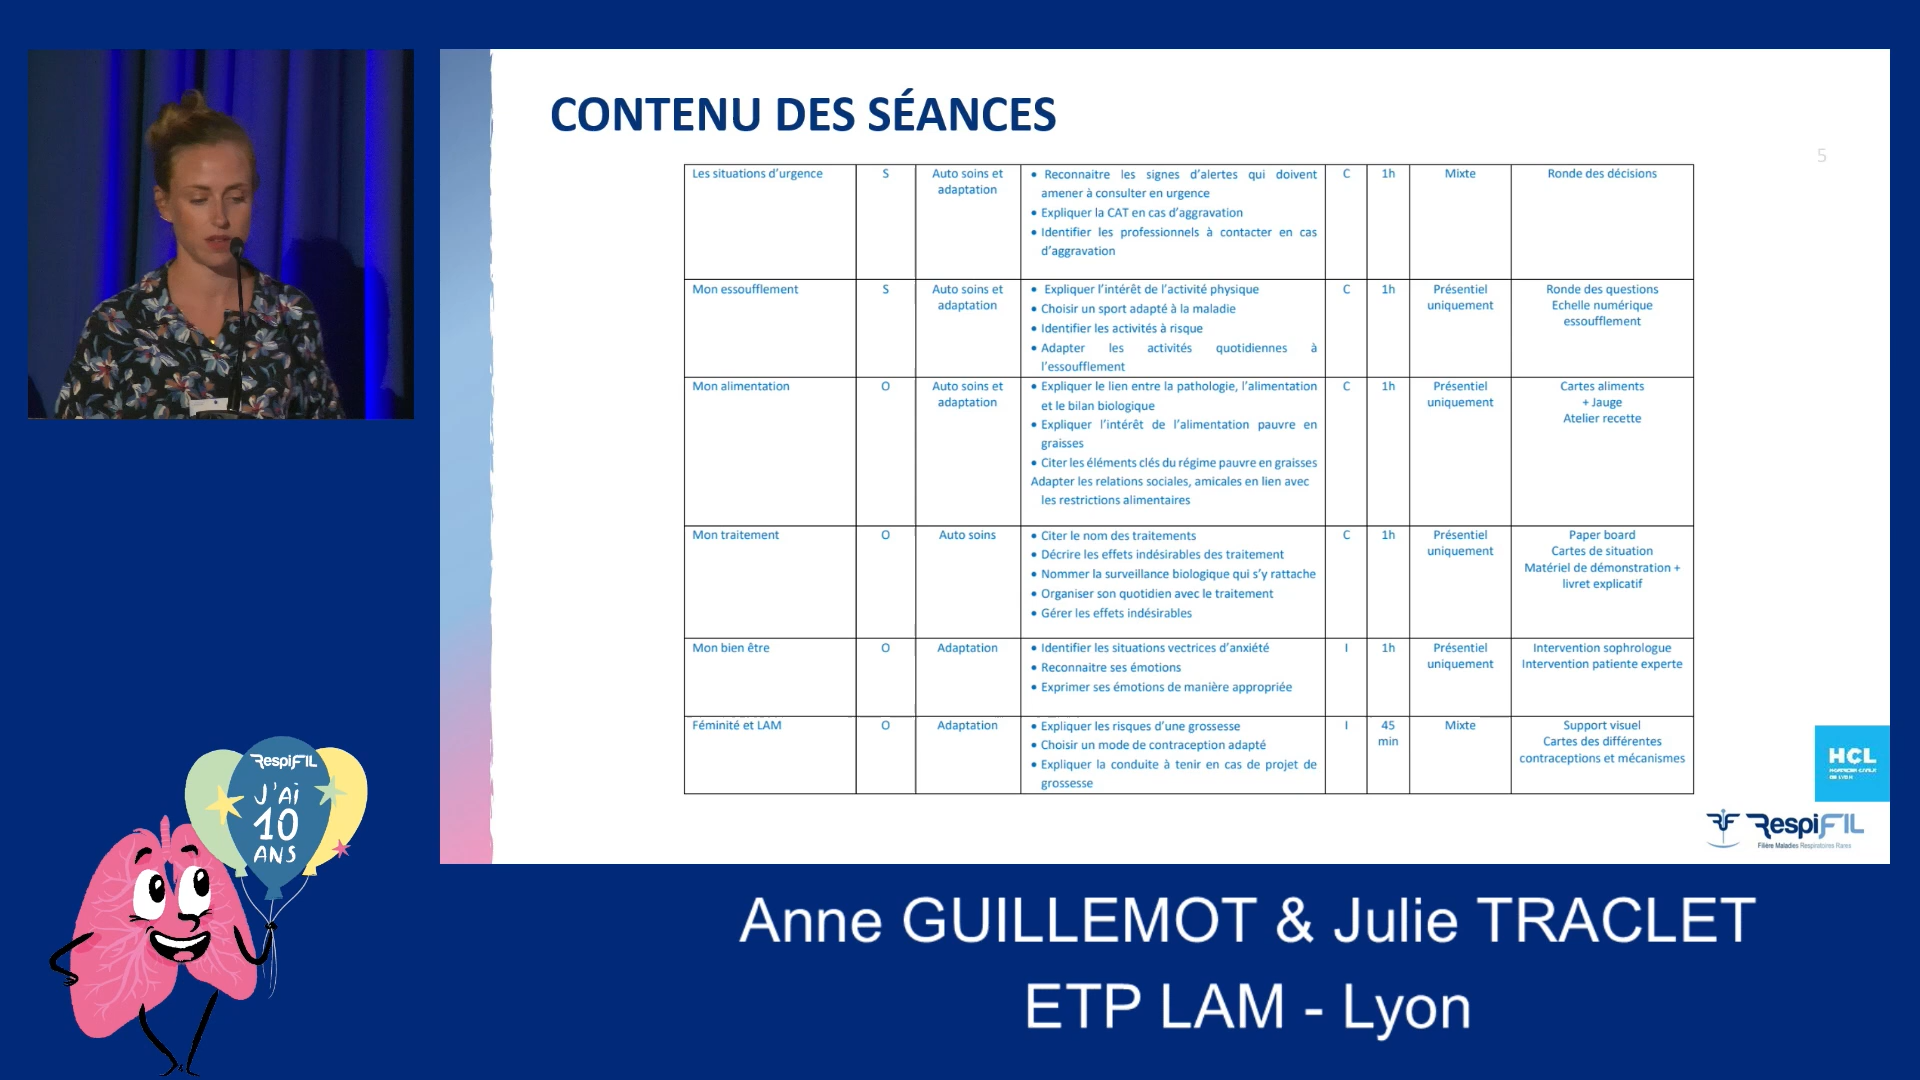 CONTENU DES SÉANCES
5
Les situations d'urgence
S
Auto soins et
adaptation
• Reconnaitre les signes d'alertes qui doivent
amener à consulter en urgence
• Expliquer la CAT en cas d'aggravation
• Identifier les professionnels à contacter en cas
d'aggravation
C
1h
Mixte
Ronde des décisions
Mon essoufflement
S
Auto soins et
adaptation
• Expliquer l'intérêt de l'activité physique
• Choisir un sport adapté à la maladie
• Identifier les activités à risque
• Adapter les activités quotidiennes à
l'essoufflement
C
1h
Présentiel
uniquement
Ronde des questions
Echelle numérique
essoufflement
Mon alimentation
O
Auto soins et
adaptation
• Expliquer le lien entre la pathologie, l'alimentation
et le bilan biologique
• Expliquer l'intérêt de l'alimentation pauvre en
graisses
• Citer les éléments clés du régime pauvre en graisses
Adapter les relations sociales, amicales en lien avec
les restrictions alimentaires
C
1h
Présentiel
uniquement
Cartes aliments
+ Jauge
Atelier recette
Mon traitement
O
Auto soins
• Citer le nom des traitements
• Décrire les effets indésirables des traitement
• Nommer la surveillance biologique qui s'y rattache
• Organiser son quotidien avec le traitement
• Gérer les effets indésirables
C
1h
Présentiel
uniquement
Paper board
Cartes de situation
Matériel de démonstration +
livret explicatif
Mon bien être
O
Adaptation
• Identifier les situations vectrices d'anxiété
• Reconnaitre ses émotions
• Exprimer ses émotions de manière appropriée
I
1h
Présentiel
uniquement
Intervention sophrologue
Intervention patiente experte
Féminité et LAM
O
Adaptation
• Expliquer les risques d'une grossesse
• Choisir un mode de contraception adapté
• Expliquer la conduite à tenir en cas de projet de
grossesse
I
45
min
Mixte
Support visuel
Cartes des différentes
contraceptions et mécanismes
HCL
HOSPICES CIVILS
DE LYON
RespiFIL
Filière Maladies Respiratoires Rares
RespiFIL
J'AI
10
ANS
Anne GUILLEMOT & Julie TRACLET
ETP LAM - Lyon